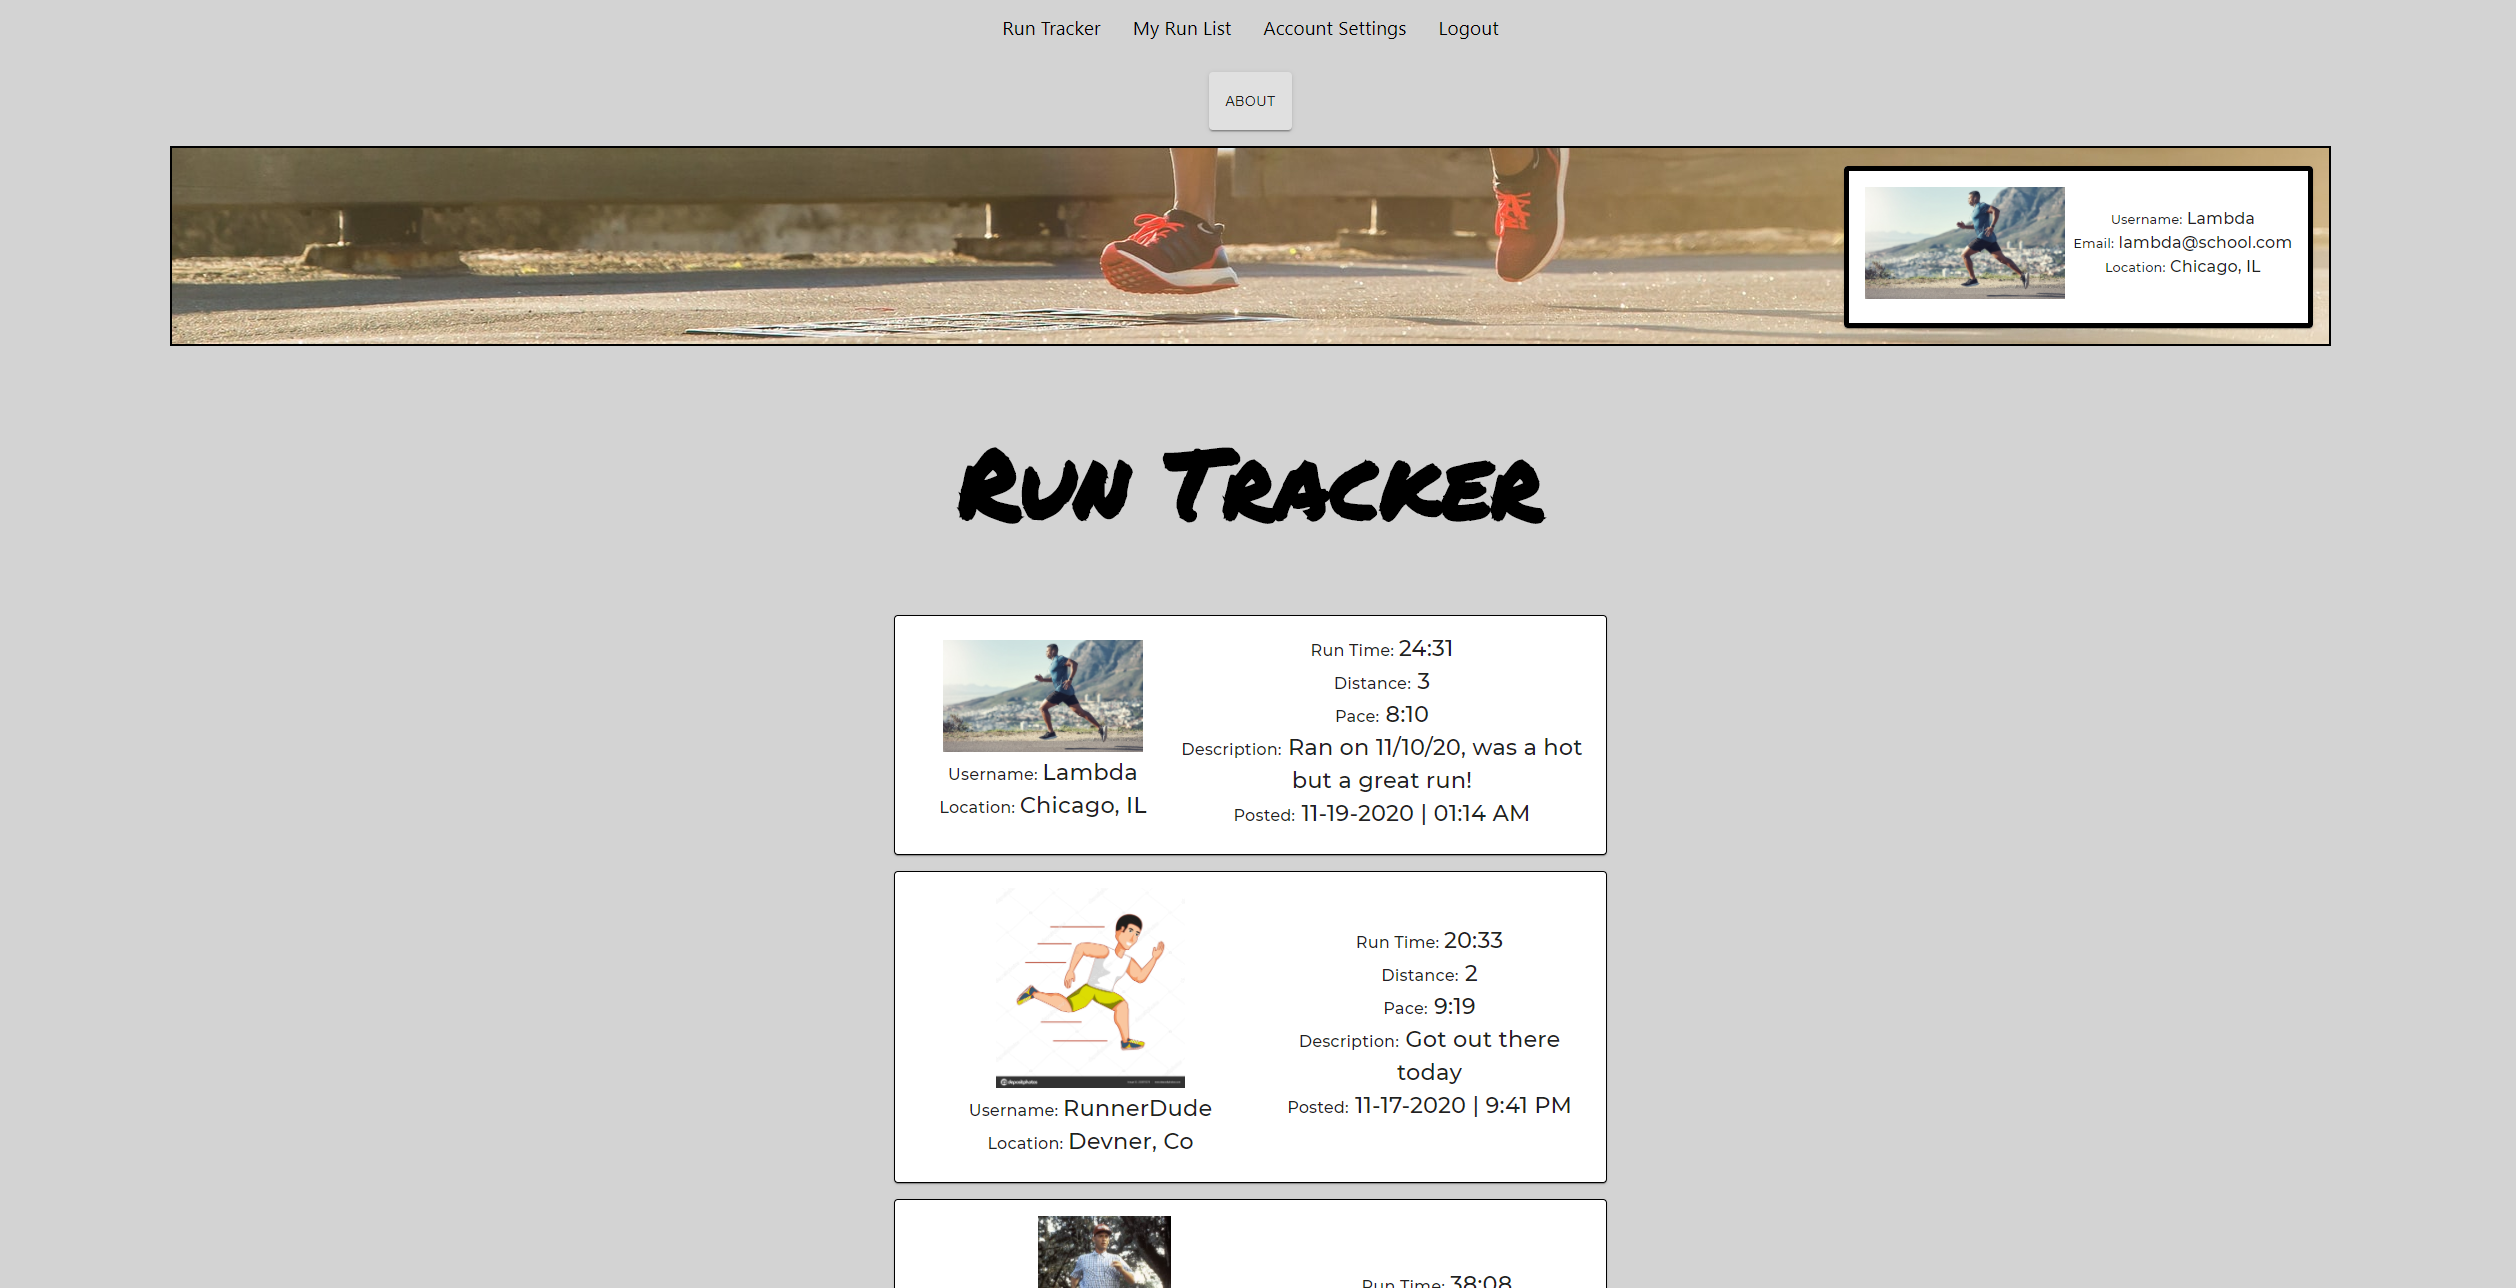 Run Tracker My Run List Account Settings Logout
ABOUT
Username: Lambda
Email: lambda@school.com
Location: Chicago, IL
Run Tracker
Run Time: 24:31
Distance: 3
Pace: 8:10
Description: Ran on 11/10/20, was a hot
but a great run!
Posted: 11-19-2020 | 01:14 AM
Username: Lambda
Location: Chicago, IL
Run Time: 20:33
Distance: 2
Pace: 9:19
Description: Got out there
today
Posted: 11-17-2020 | 9:41 PM
depositphotos
Username: RunnerDude
Location: Devner, Co
Run Time: 38:08